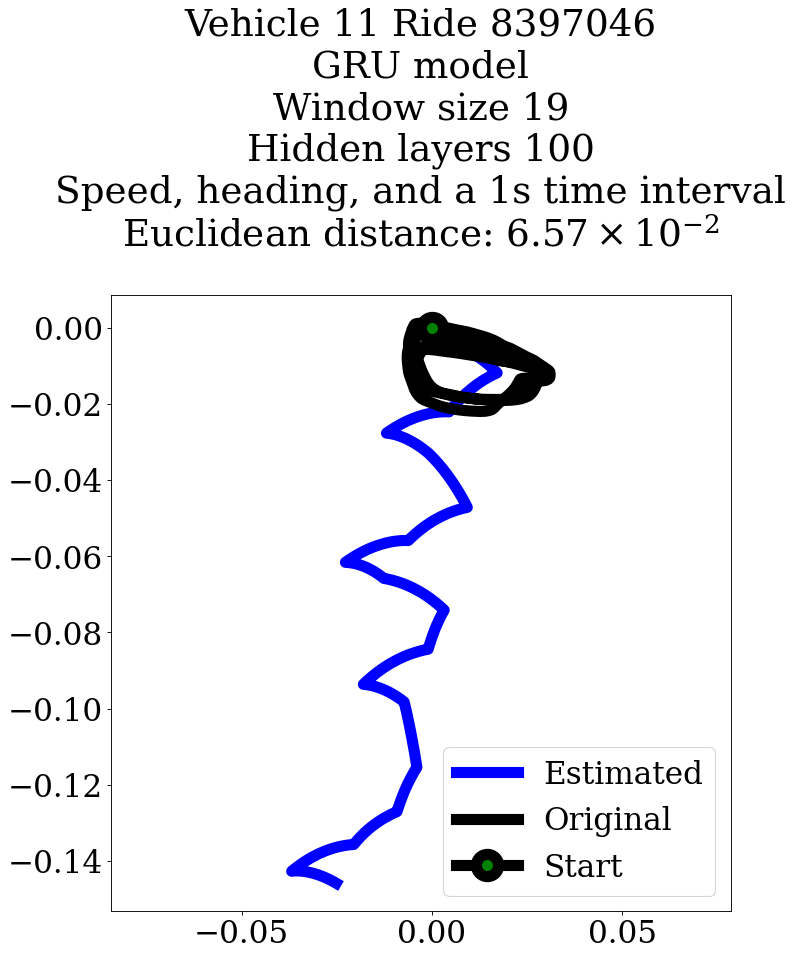 Vehicle 11 Ride 8397046
GRU model
Window size 19
Hidden layers 100
Speed, heading, and a 1s time interval
Euclidean distance: 6.57 × 10⁻²
0.00
−0.02
−0.04
−0.06
−0.08
−0.10
−0.12
−0.14
Estimated
Original
Start
−0.05
0.00
0.05